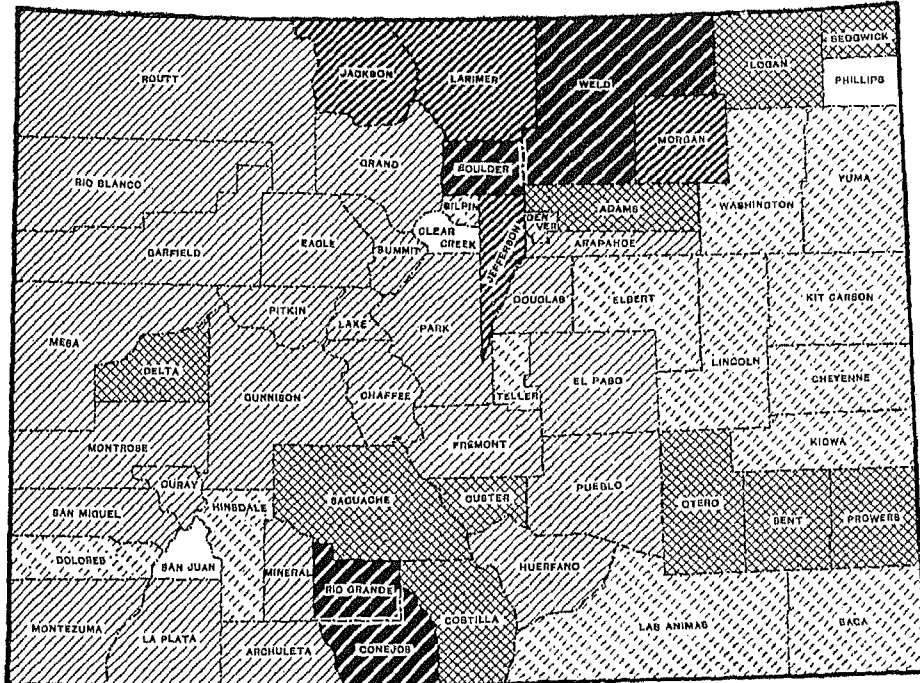 ROUTT
JACKSON
LARIMER
WELD
LOGAN
SEDGWICK
PHILLIPS
MORGAN
GRAND
BOULDER
RIO BLANCO
YUMA
WASHINGTON
GILPIN
ADAMS
DEN
VER
CLEAR
CREEK
EAGLE
GARFIELD
SUMMIT
JEFFERSON
ARAPAHOE
DOUGLAS
ELBERT
KIT CARSON
PITKIN
LAKE
PARK
MESA
DELTA
LINCOLN
CHEYENNE
EL PASO
TELLER
GUNNISON
CHAFFEE
FREMONT
KIOWA
MONTROSE
OURAY
SAGUACHE
CUSTER
PUEBLO
OTERO
BENT
PROWERS
SAN MIGUEL
HINSDALE
DOLORES
SAN JUAN
MINERAL
RIO GRANDE
HUERFANO
COSTILLA
MONTEZUMA
LA PLATA
ARCHULETA
CONEJOS
LAS ANIMAS
BACA